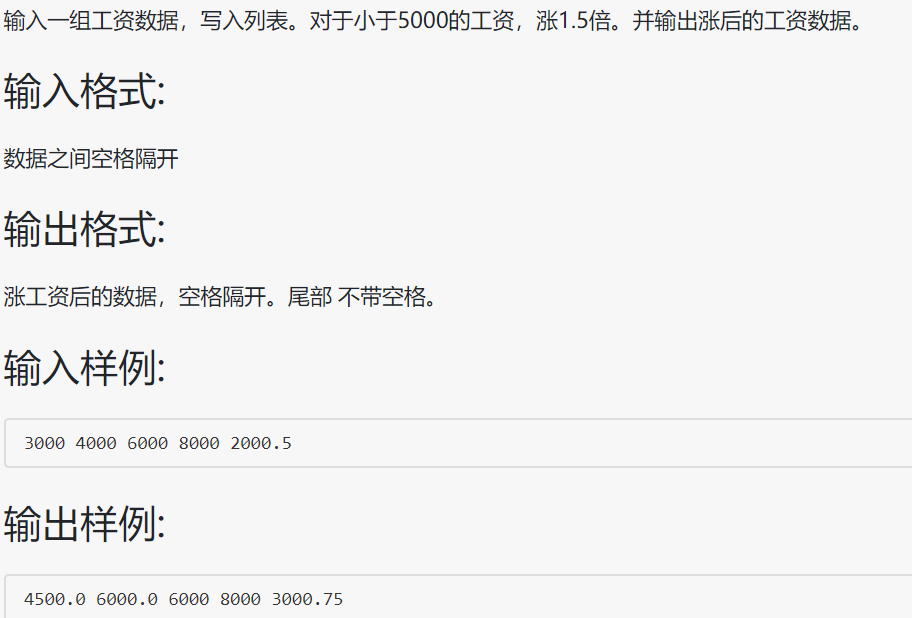 输入一组工资数据，写入列表。对于小于5000的工资，涨1.5倍。并输出涨后的工资数据。
输入格式:
数据之间空格隔开
输出格式:
涨工资后的数据，空格隔开。尾部 不带空格。
输入样例:
3000 4000 6000 8000 2000.5
输出样例:
4500.0 6000.0 6000 8000 3000.75